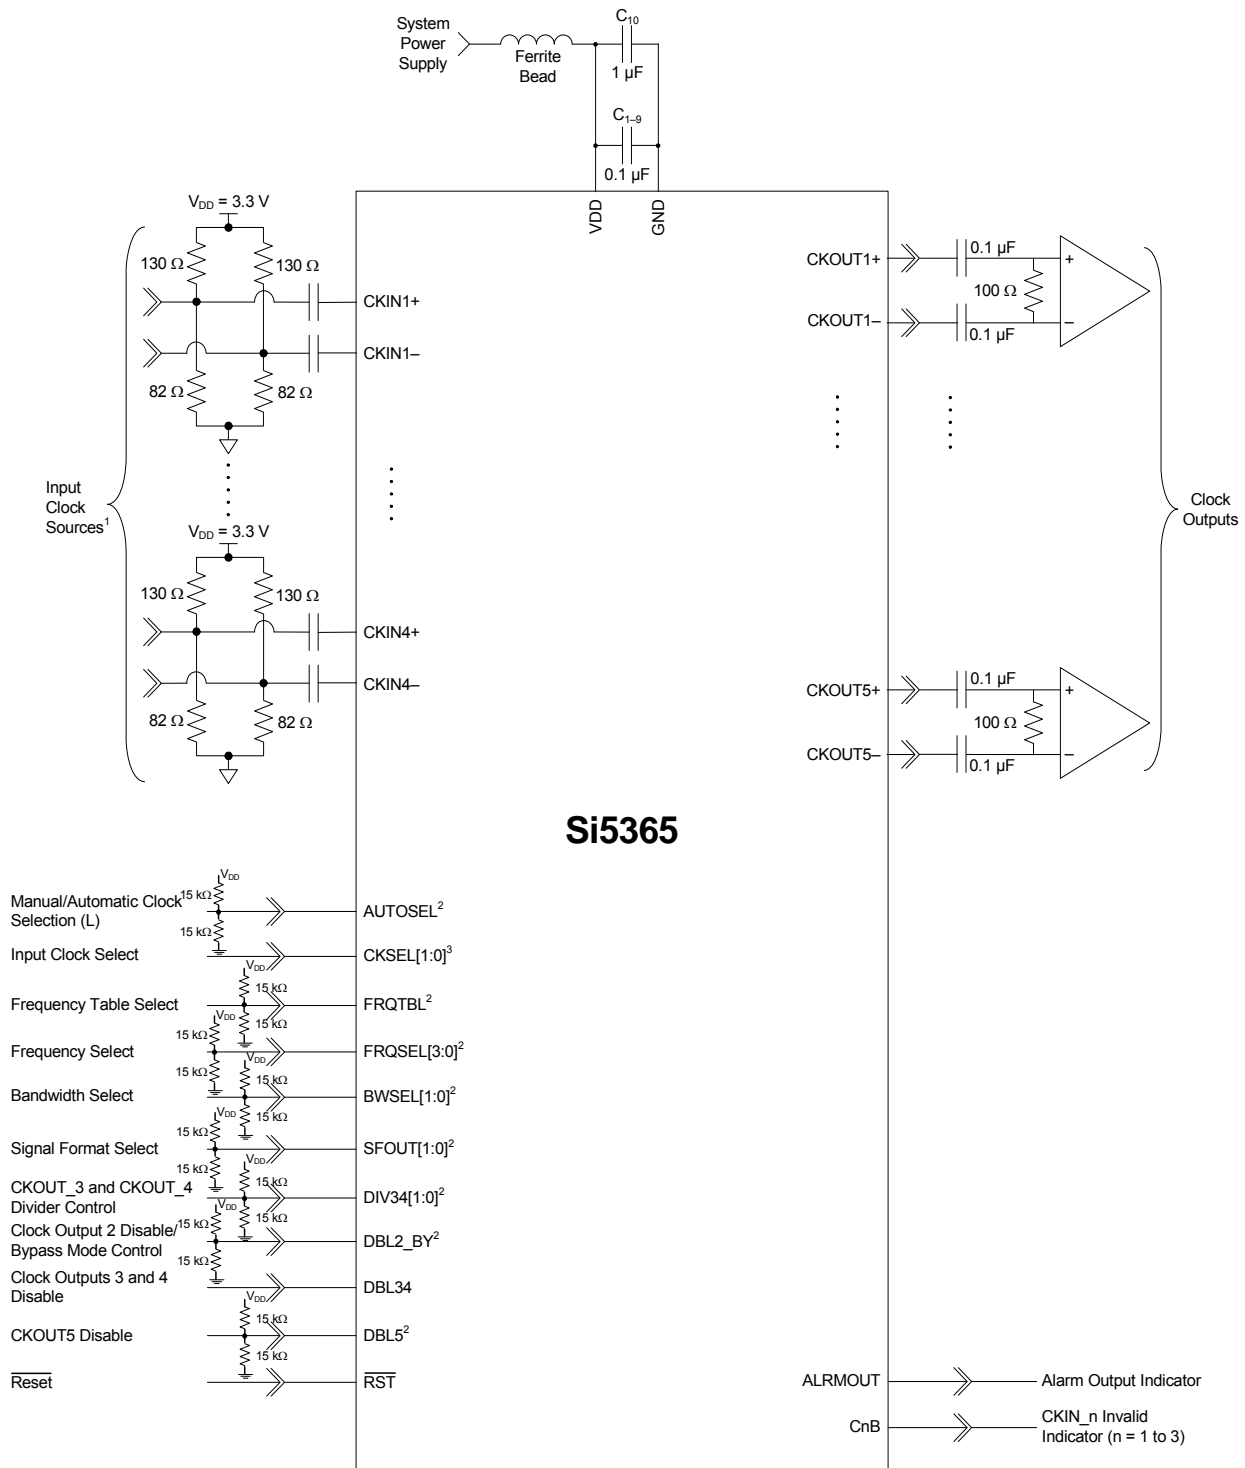 System
Power
Supply
Ferrite
Bead
C10
1 µF
C1–9
0.1 µF
VDD
GND
VDD = 3.3 V
130 Ω
130 Ω
CKIN1+
CKIN1–
82 Ω
82 Ω
Input
Clock
Sources1
VDD = 3.3 V
130 Ω
130 Ω
CKIN4+
CKIN4–
82 Ω
82 Ω
CKOUT1+
0.1 µF
+
100 Ω
CKOUT1–
–
0.1 µF
Clock
Outputs
CKOUT5+
0.1 µF
+
100 Ω
CKOUT5–
–
0.1 µF
Si5365
Manual/Automatic Clock
Selection (L)
VDD
15 kΩ
15 kΩ
AUTOSEL2
Input Clock Select
CKSEL[1:0]3
Frequency Table Select
VDD
15 kΩ
15 kΩ
FRQTBL2
Frequency Select
VDD
15 kΩ
15 kΩ
FRQSEL[3:0]2
Bandwidth Select
VDD
15 kΩ
15 kΩ
BWSEL[1:0]2
Signal Format Select
VDD
15 kΩ
15 kΩ
SFOUT[1:0]2
CKOUT_3 and CKOUT_4
Divider Control
VDD
15 kΩ
15 kΩ
DIV34[1:0]2
Clock Output 2 Disable/
Bypass Mode Control
VDD
15 kΩ
15 kΩ
DBL2_BY2
Clock Outputs 3 and 4
Disable
DBL34
CKOUT5 Disable
VDD
15 kΩ
15 kΩ
DBL52
Reset
RST
ALRMOUT
Alarm Output Indicator
CnB
CKIN_n Invalid
Indicator (n = 1 to 3)